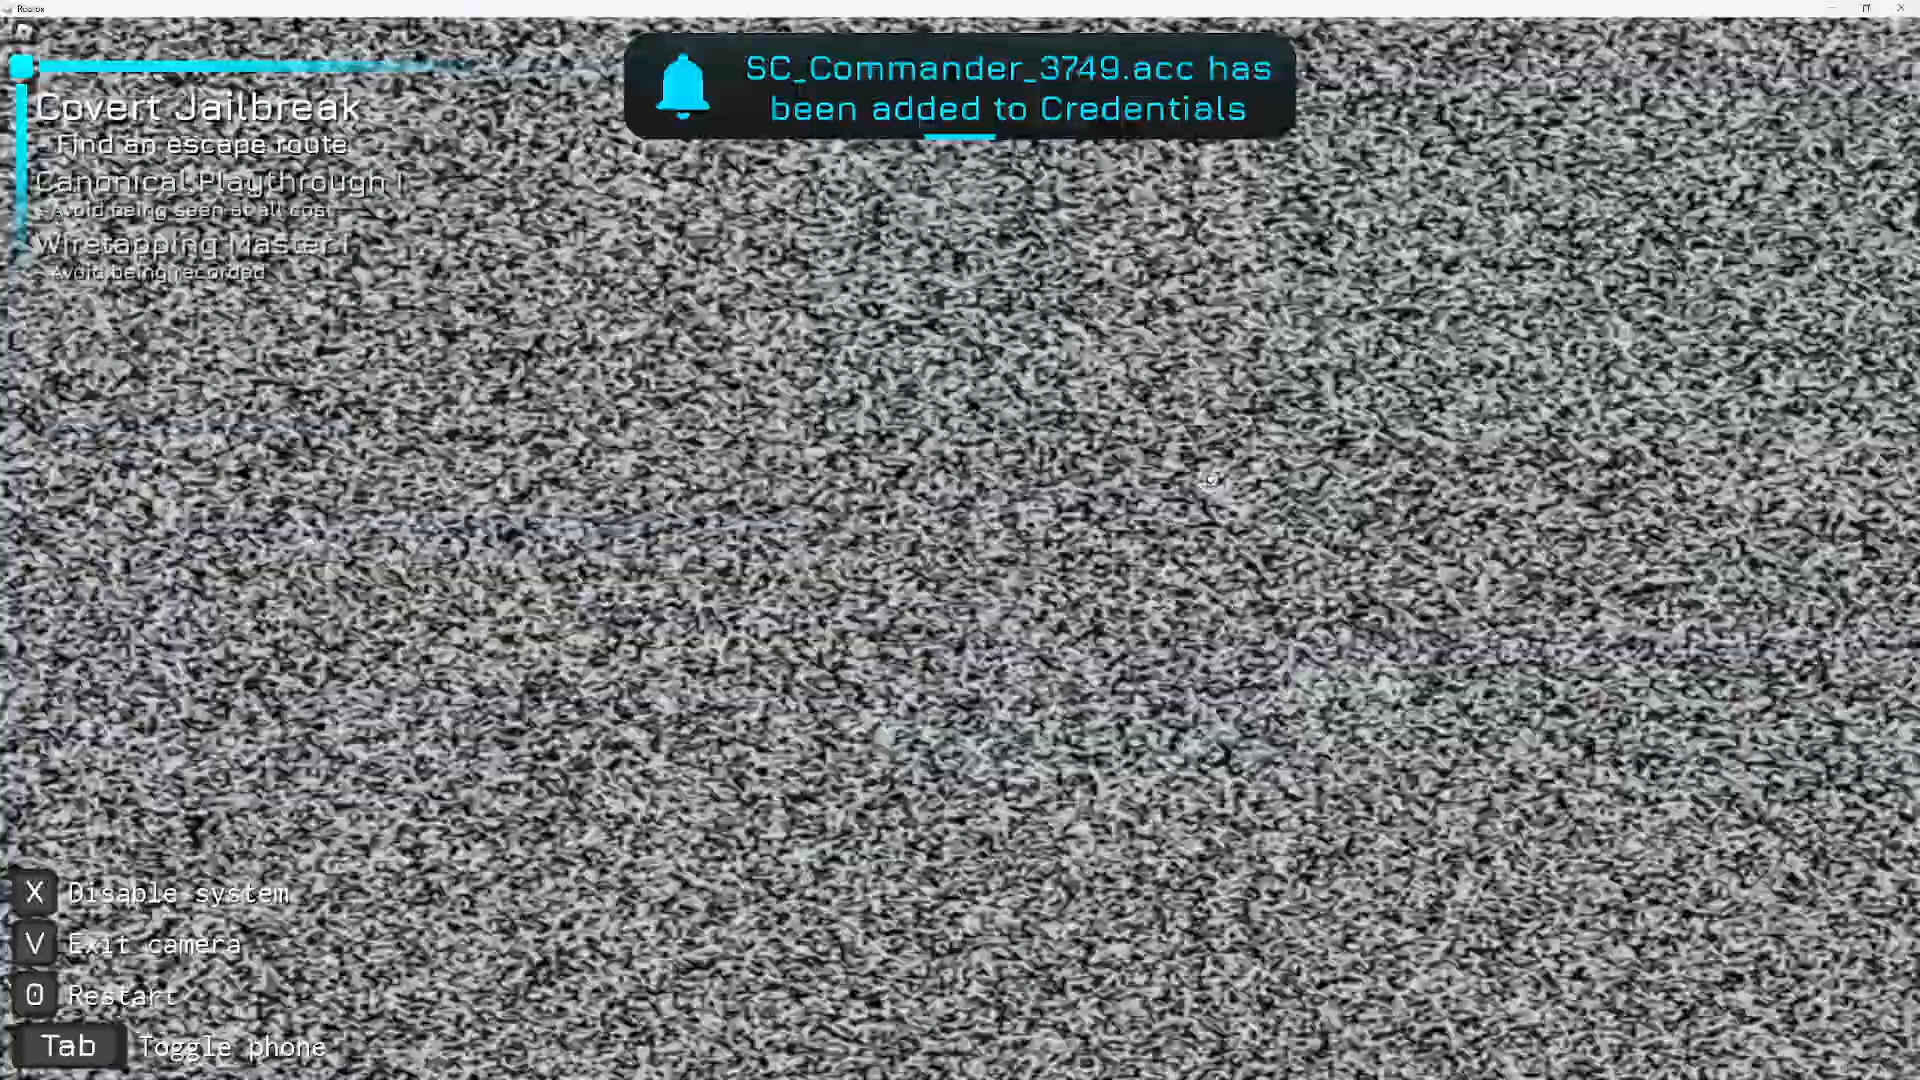 Roblox
SC_Commander_3749.acc has
been added to Credentials
Covert Jailbreak
- Find an escape route
Canonical Playthrough I
- Avoid being seen at all cost
Wiretapping Master I
- Avoid being recorded
X Disable system
V Exit camera
0 Restart
Tab Toggle phone